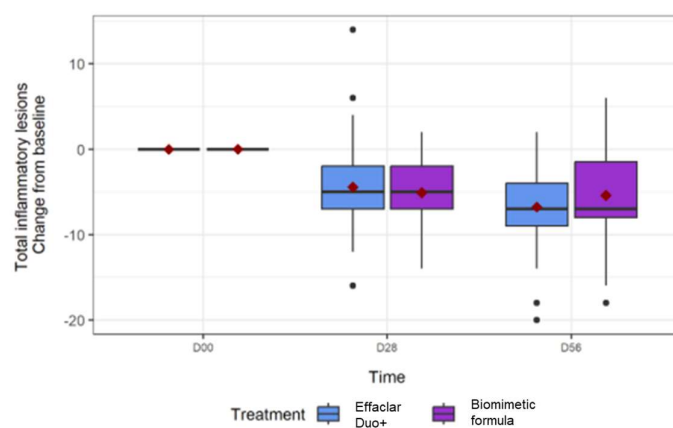 Total inflammatory lesions
Change from baseline
10
0
-10
-20
D00
D28
D56
Time
Treatment
Effaclar
Duo+
Biomimetic
formula